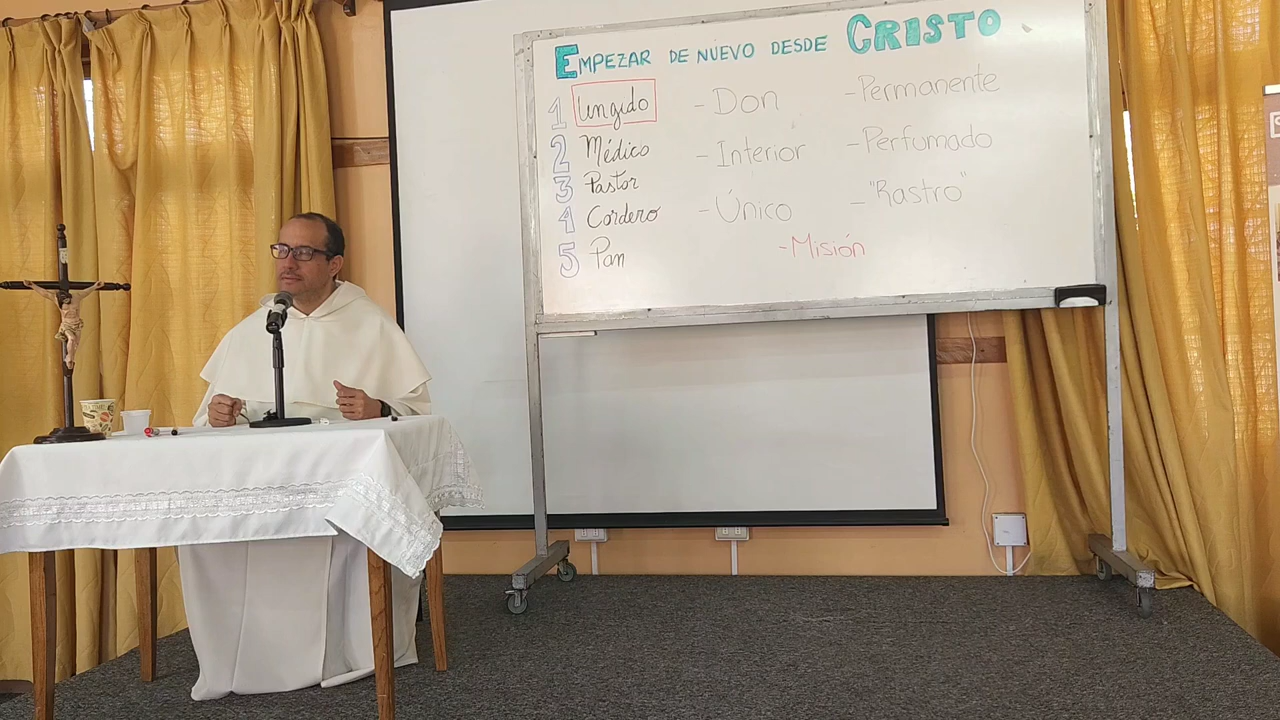 EMPEZAR DE NUEVO DESDE CRISTO
1 Ungido - Don - Permanente
2 Médico - Interior - Perfumado
3 Pastor
4 Cordero - Único - "Rastro"
5 Pan - Misión